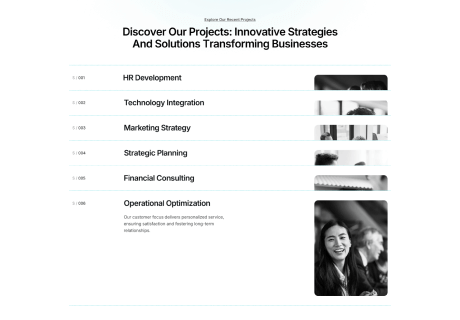 Explore Our Recent Projects
Discover Our Projects: Innovative Strategies
And Solutions Transforming Businesses
S / 001
HR Development
S / 002
Technology Integration
S / 003
Marketing Strategy
S / 004
Strategic Planning
S / 005
Financial Consulting
S / 006
Operational Optimization
Our customer focus delivers personalized service,
ensuring satisfaction and fostering long-term
relationships.